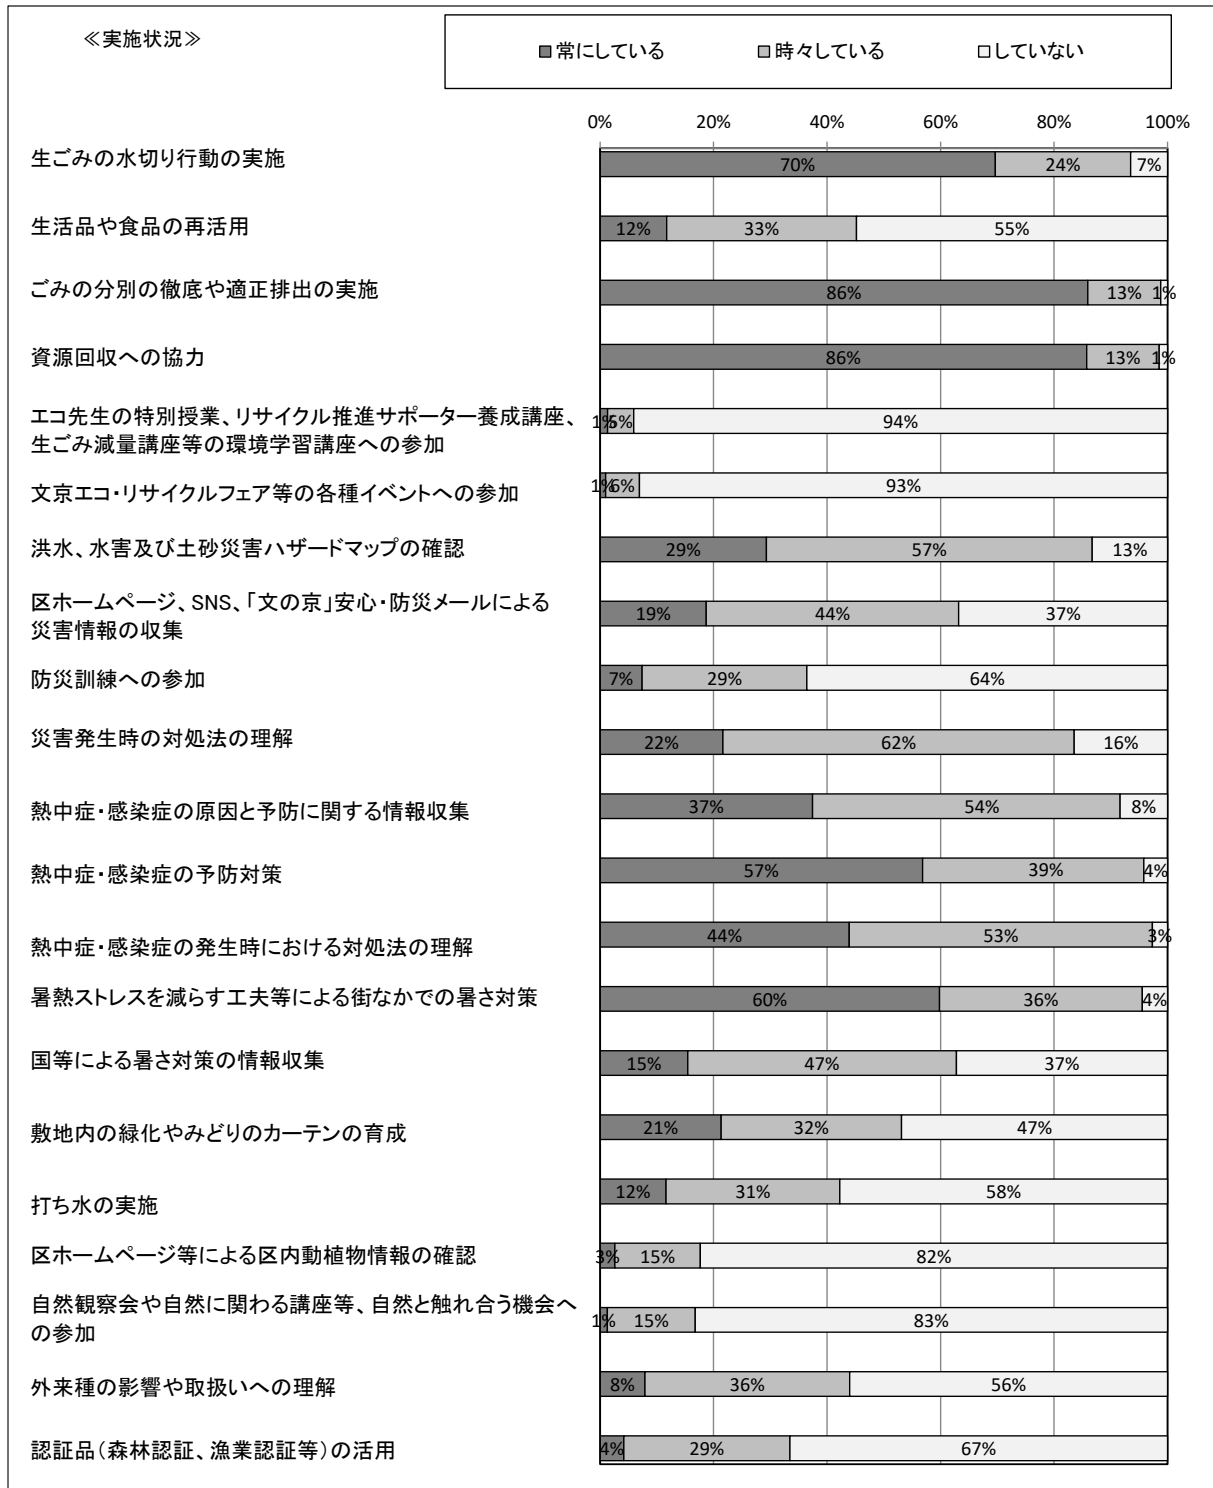 ≪実施状況≫
■常にしている
■時々している
□していない
0% 20% 40% 60% 80% 100%
生ごみの水切り行動の実施
70% 24% 7%
生活品や食品の再活用
12% 33% 55%
ごみの分別の徹底や適正排出の実施
86% 13% 1%
資源回収への協力
86% 13% 1%
エコ先生の特別授業、リサイクル推進サポーター養成講座、
生ごみ減量講座等の環境学習講座への参加
1% 5% 94%
文京エコ・リサイクルフェア等の各種イベントへの参加
1% 6% 93%
洪水、水害及び土砂災害ハザードマップの確認
29% 57% 13%
区ホームページ、SNS、「文の京」安心・防災メールによる
災害情報の収集
19% 44% 37%
防災訓練への参加
7% 29% 64%
災害発生時の対処法の理解
22% 62% 16%
熱中症・感染症の原因と予防に関する情報収集
37% 54% 8%
熱中症・感染症の予防対策
57% 39% 4%
熱中症・感染症の発生時における対処法の理解
44% 53% 3%
暑熱ストレスを減らす工夫等による街なかでの暑さ対策
60% 36% 4%
国等による暑さ対策の情報収集
15% 47% 37%
敷地内の緑化やみどりのカーテンの育成
21% 32% 47%
打ち水の実施
12% 31% 58%
区ホームページ等による区内動植物情報の確認
3% 15% 82%
自然観察会や自然に関わる講座等、自然と触れ合う機会へ
の参加
1% 15% 83%
外来種の影響や取扱いへの理解
8% 36% 56%
認証品（森林認証、漁業認証等）の活用
4% 29% 67%